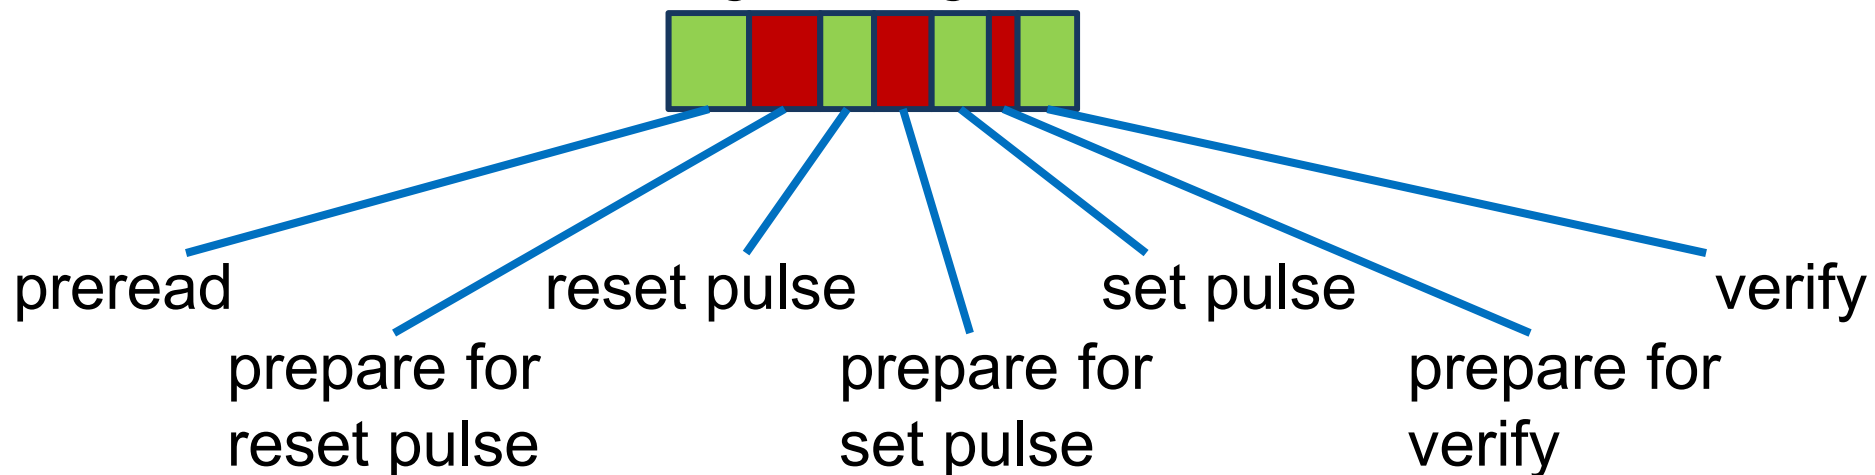 preread
reset pulse
set pulse
verify
prepare for
reset pulse
prepare for
set pulse
prepare for
verify